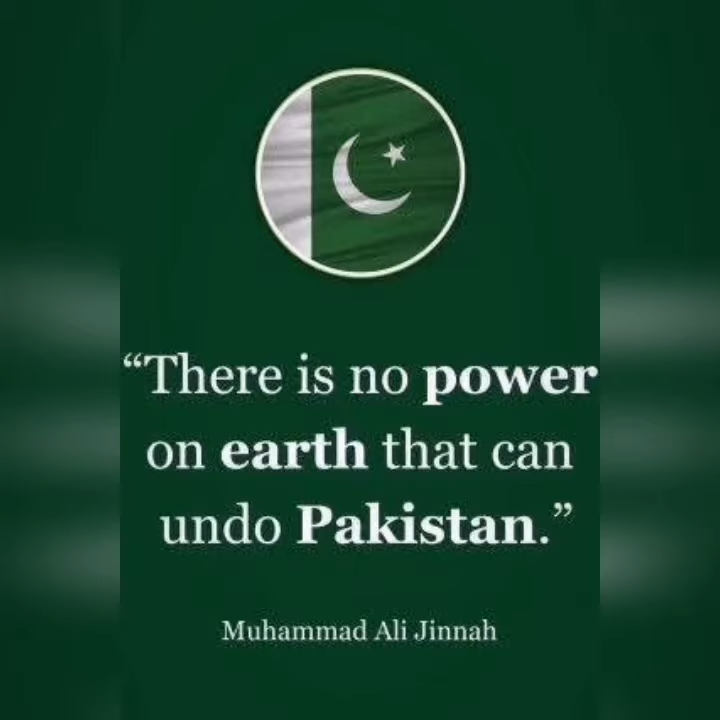 “There is no power
on earth that can
undo Pakistan.”
Muhammad Ali Jinnah